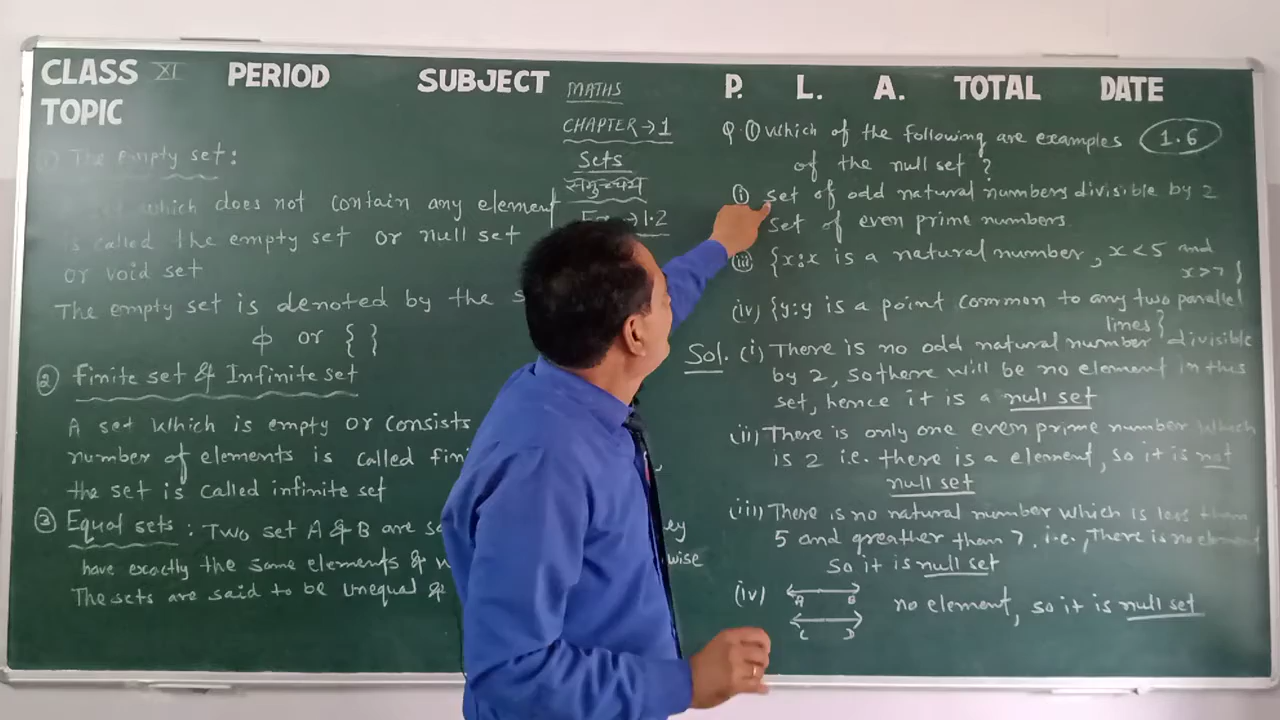 CLASS XI PERIOD SUBJECT MATHS P. L. A. TOTAL DATE
TOPIC
CHAPTER → 1
Sets
समुच्चय
→ 1.2
(1) The empty set:
which does not contain any element
is called the empty set or null set
or void set
The empty set is denoted by the s
ϕ or { }
② Finite set & Infinite set
A set which is empty or consists
number of elements is called fini
the set is called infinite set
③ Equal sets : Two set A & B are
have exactly the same elements & w wise
The sets are said to be unequal &
Q.① Which of the following are examples 1.6
of the null set ?
(i) set of odd natural numbers divisible by 2
set of even prime numbers
(iii) {x:x is a natural number, x < 5 and
x > 7 }
(iv) {y:y is a point common to any two parallel
lines}
Sol. (i) There is no odd natural number divisible
by 2, so there will be no element in this
set, hence it is a null set
(ii) There is only one even prime number which
is 2 i.e. there is a element, so it is not
null set
(iii) There is no natural number which is less than
5 and greather than 7. i.e., There is no element
so it is null set
(iv) A B no element, so it is null set
C D